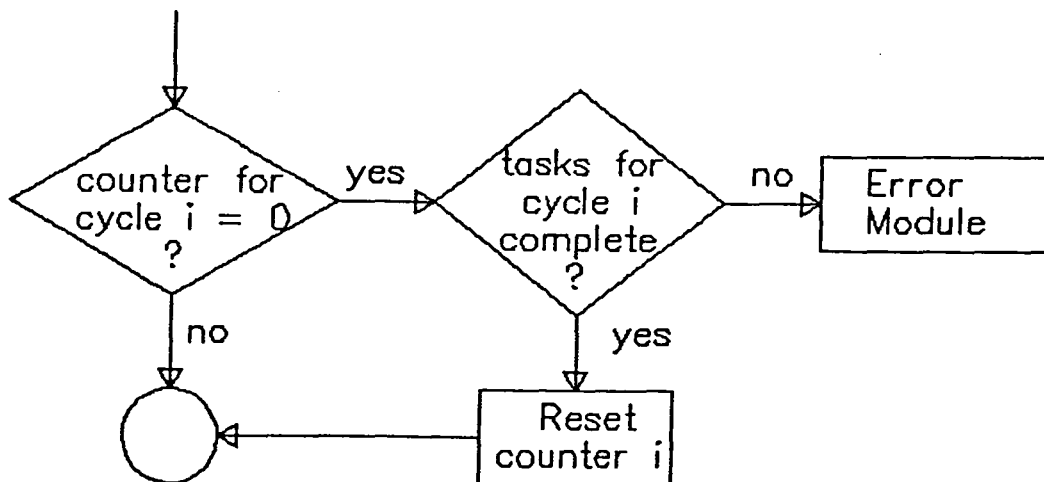 counter for
cycle i = 0
?
yes
tasks for
cycle i
complete
?
no
Error
Module
no
yes
Reset
counter i